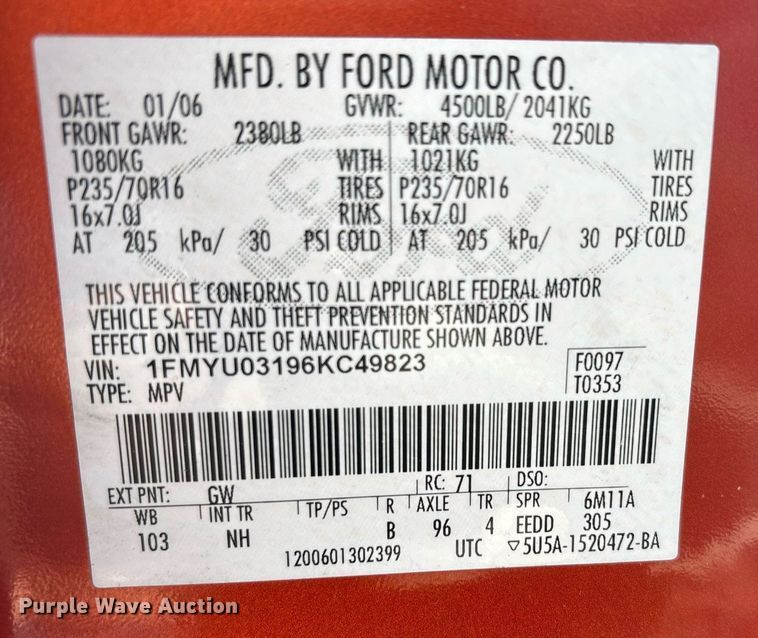 MFD. BY FORD MOTOR CO.
DATE: 01/06 GVWR: 4500LB/ 2041KG
FRONT GAWR: 2380LB REAR GAWR: 2250LB
1080KG WITH 1021KG WITH
P235/70R16 TIRES P235/70R16 TIRES
16x7.0J RIMS 16x7.0J RIMS
AT 205 kPa/ 30 PSI COLD AT 205 kPa/ 30 PSI COLD
THIS VEHICLE CONFORMS TO ALL APPLICABLE FEDERAL MOTOR
VEHICLE SAFETY AND THEFT PREVENTION STANDARDS IN
EFFECT ON THE DATE OF MANUFACTURE SHOWN ABOVE.
VIN: 1FMYU03196KC49823 F0097
TYPE: MPV T0353
EXT PNT: GW RC: 71 DSO:
WB INT TR TP/PS R AXLE TR SPR 6M11A
103 NH B 96 4 EEDD 305
1200601302399 UTC ▽5U5A-1520472-BA
Purple Wave Auction